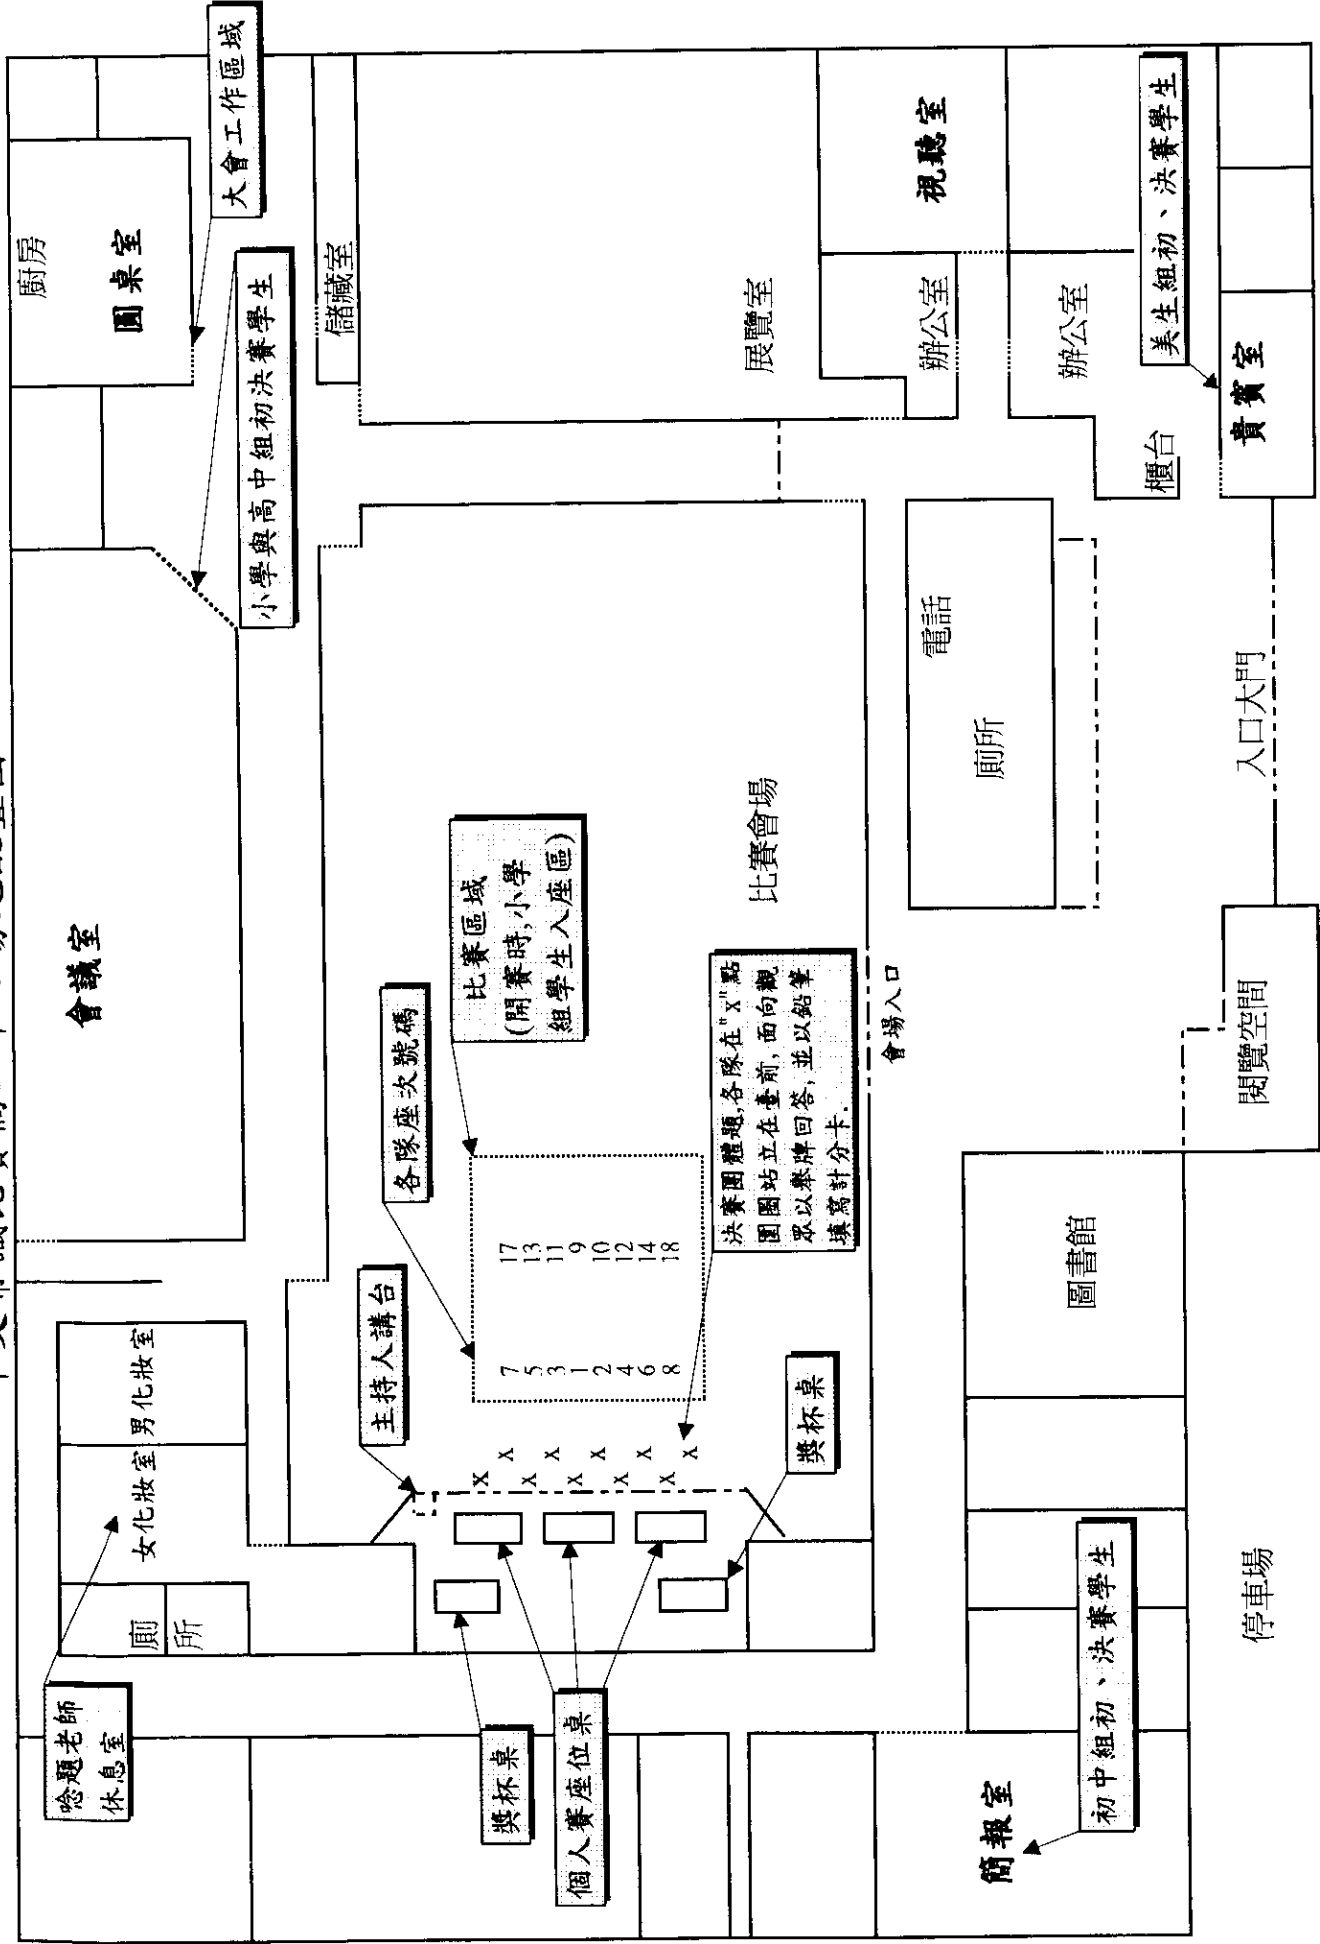 廚房
會議室
圓桌室
唸題老師
休息室
女化妝室
男化妝室
廁
所
大會工作區域
小學與高中組初決賽學生
儲藏室
主持人講台
各隊座次號碼
比賽區域
(開賽時,小學
組學生入座區)
x
x
x
x
x
x
x
x
x
x
7 17
5 13
3 11
1 9
2 10
4 12
6 14
8 18
獎杯桌
個人賽座位桌
決賽團體題,各隊在"x"點
圍圈站立在臺前,面向觀
眾以舉牌回答,並以鉛筆
填寫計分卡.
比賽會場
展覽室
獎杯桌
會場入口
視聽室
辦公室
電話
廁所
簡報室
圖書館
辦公室
初中組初、決賽學生
櫃台
美生組初、決賽學生
停車場
閱覽空間
入口大門
貴賓室